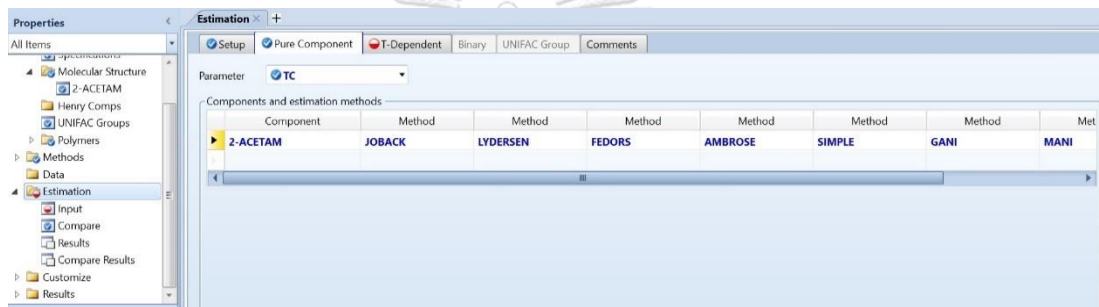 Properties
All Items
Specifications
Molecular Structure
2-ACETAM
Henry Comps
UNIFAC Groups
Polymers
Methods
Data
Estimation
Input
Compare
Results
Compare Results
Customize
Results
Estimation
Setup Pure Component T-Dependent Binary UNIFAC Group Comments
Parameter TC
Components and estimation methods
Component Method Method Method Method Method Method Met
2-ACETAM JOBACK LYDERSEN FEDORS AMBROSE SIMPLE GANI MANI